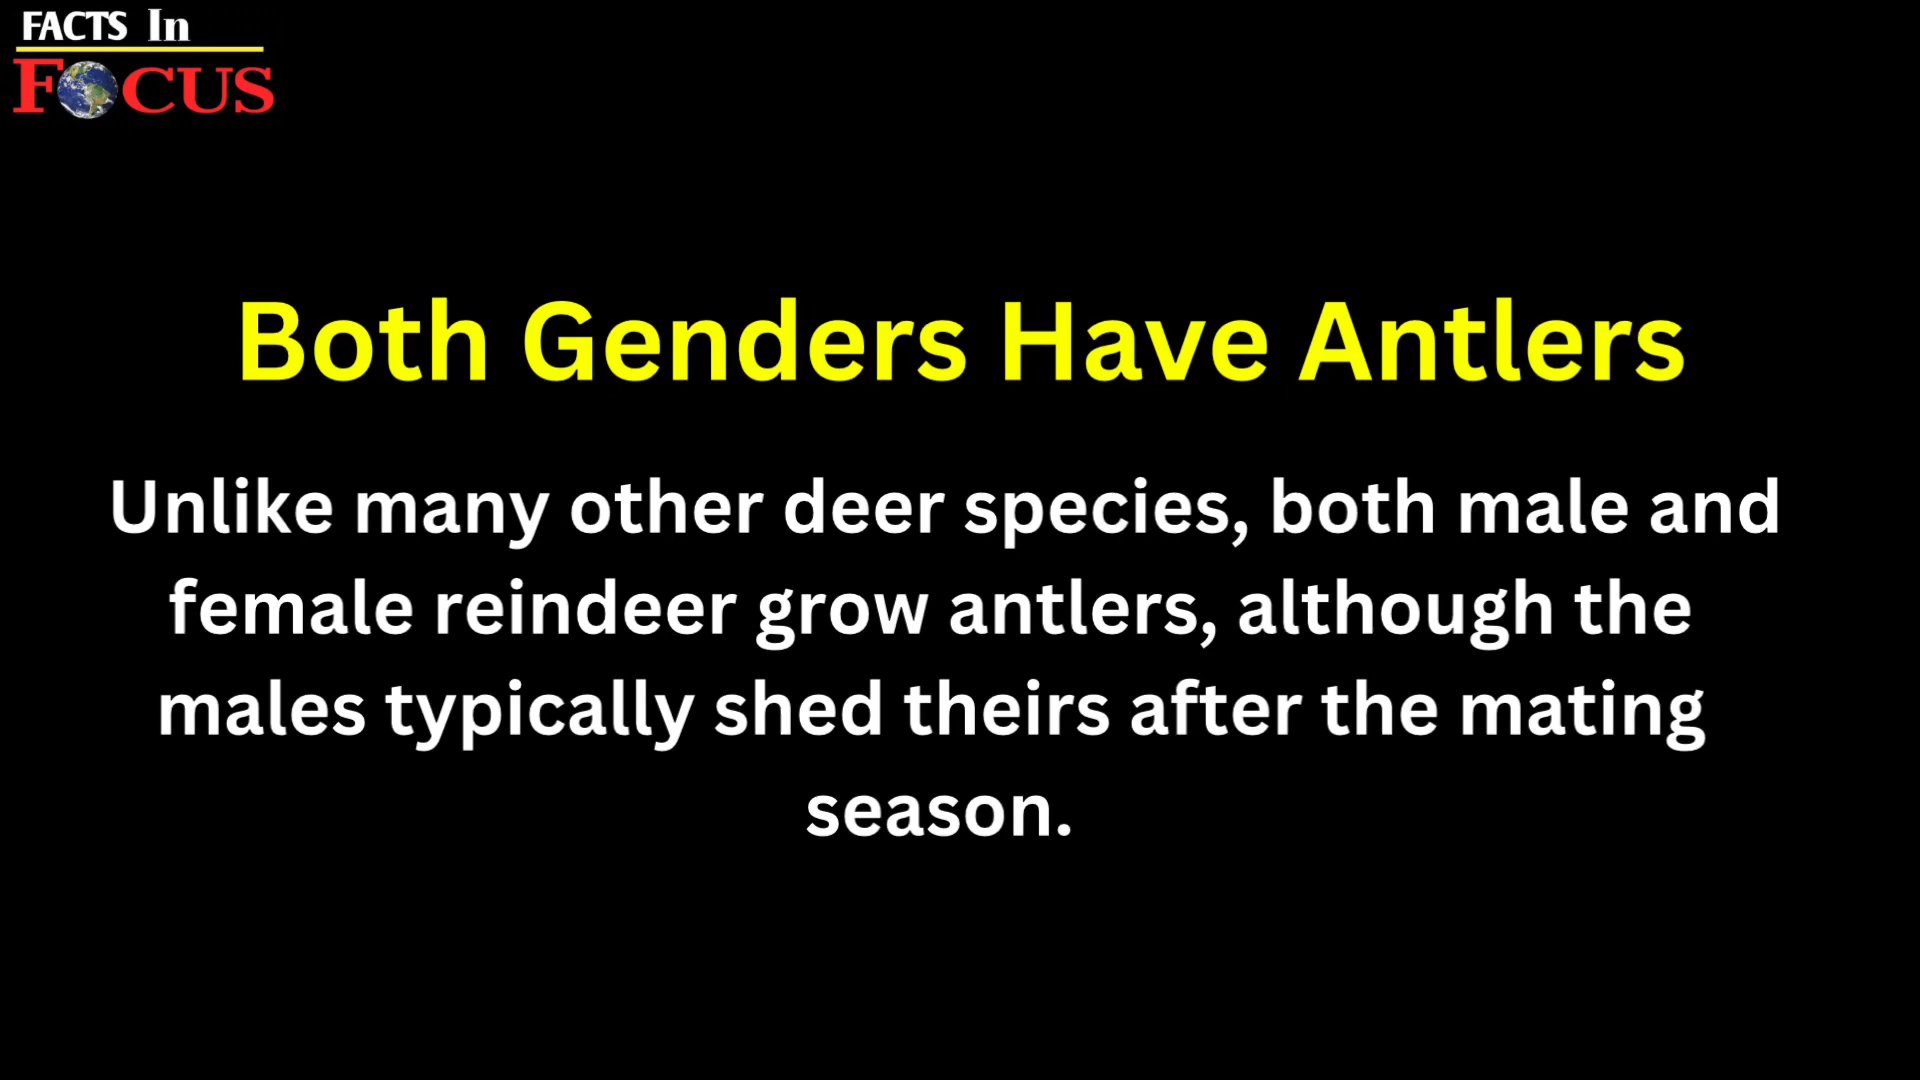 FACTS In
FOCUS
Both Genders Have Antlers
Unlike many other deer species, both male and
female reindeer grow antlers, although the
males typically shed theirs after the mating
season.